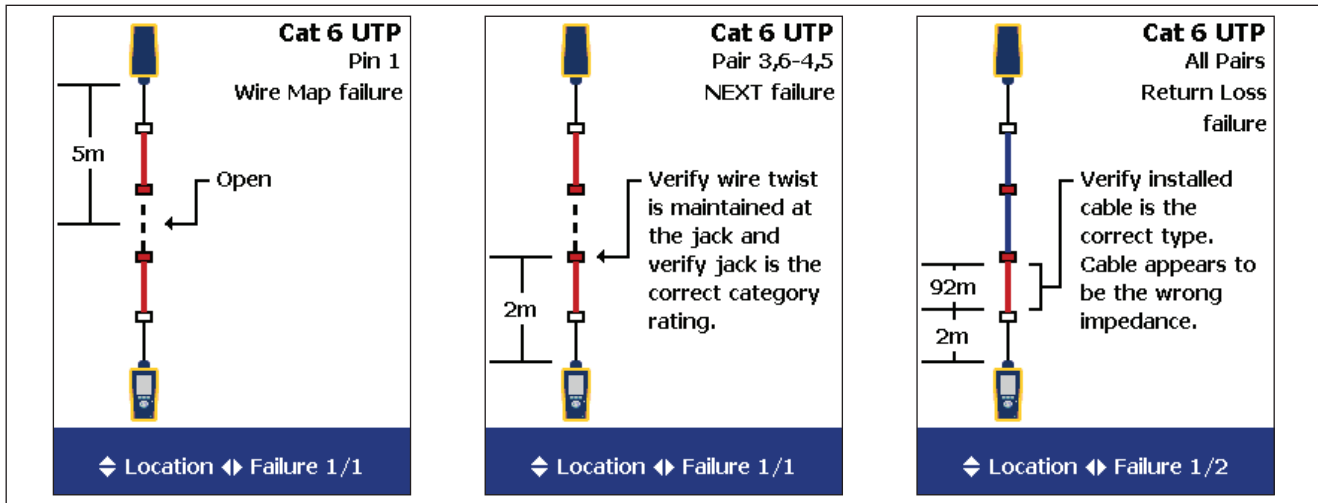 Cat 6 UTP
Pin 1
Wire Map failure
5m
Open
Location Failure 1/1
Cat 6 UTP
Pair 3,6-4,5
NEXT failure
Verify wire twist
is maintained at
the jack and
verify jack is the
correct category
rating.
2m
Location Failure 1/1
Cat 6 UTP
All Pairs
Return Loss
failure
Verify installed
cable is the
correct type.
Cable appears to
be the wrong
impedance.
92m
2m
Location Failure 1/2